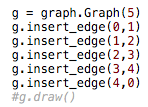 g = graph.Graph(5)
g.insert_edge(0,1)
g.insert_edge(1,2)
g.insert_edge(2,3)
g.insert_edge(3,4)
g.insert_edge(4,0)
#g.draw()